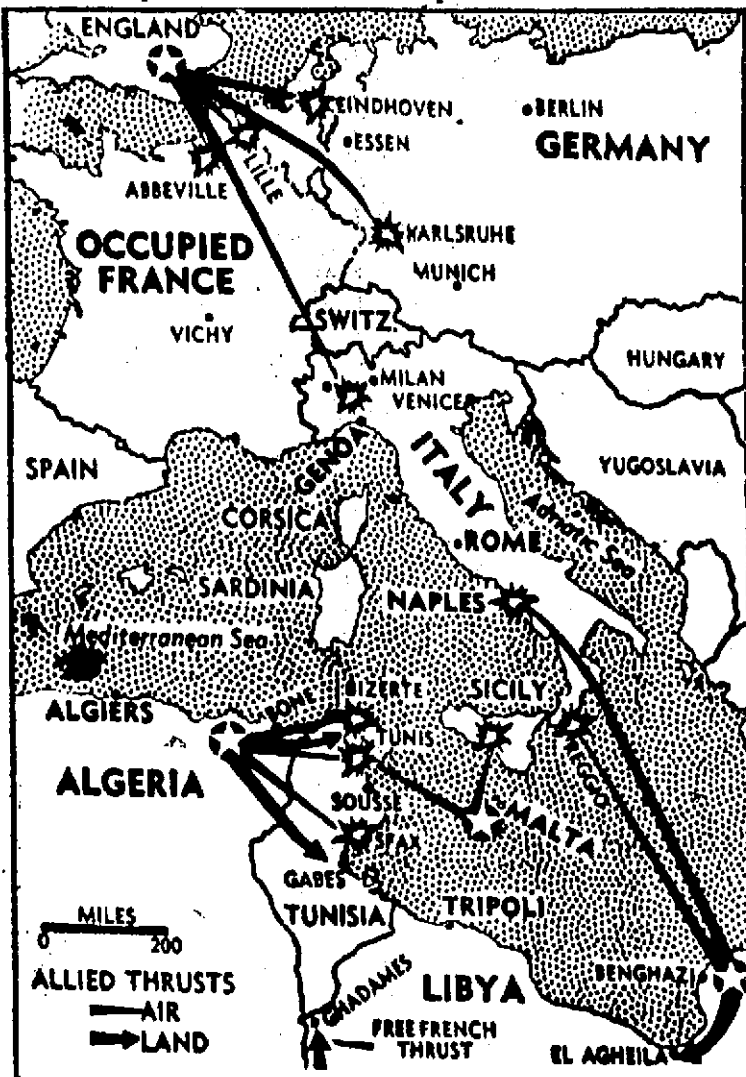 ENGLAND
EINDHOVEN
BERLIN
ESSEN
GERMANY
LILLE
ABBEVILLE
OCCUPIED
FRANCE
KARLSRUHE
MUNICH
VICHY
SWITZ.
HUNGARY
MILAN
VENICE
GENOA
SPAIN
ITALY
YUGOSLAVIA
CORSICA
Adriatic Sea
ROME
SARDINIA
NAPLES
Mediterranean Sea
BIZERTE
SICILY
ALGIERS
BONE
TUNIS
REGGIO
ALGERIA
SOUSSE
MALTA
SFAX
GABES
TUNISIA
TRIPOLI
MILES
0 200
ALLIED THRUSTS
AIR
LAND
GHADAMES
LIBYA
BENGHAZI
FREE FRENCH
THRUST
EL AGHEILA